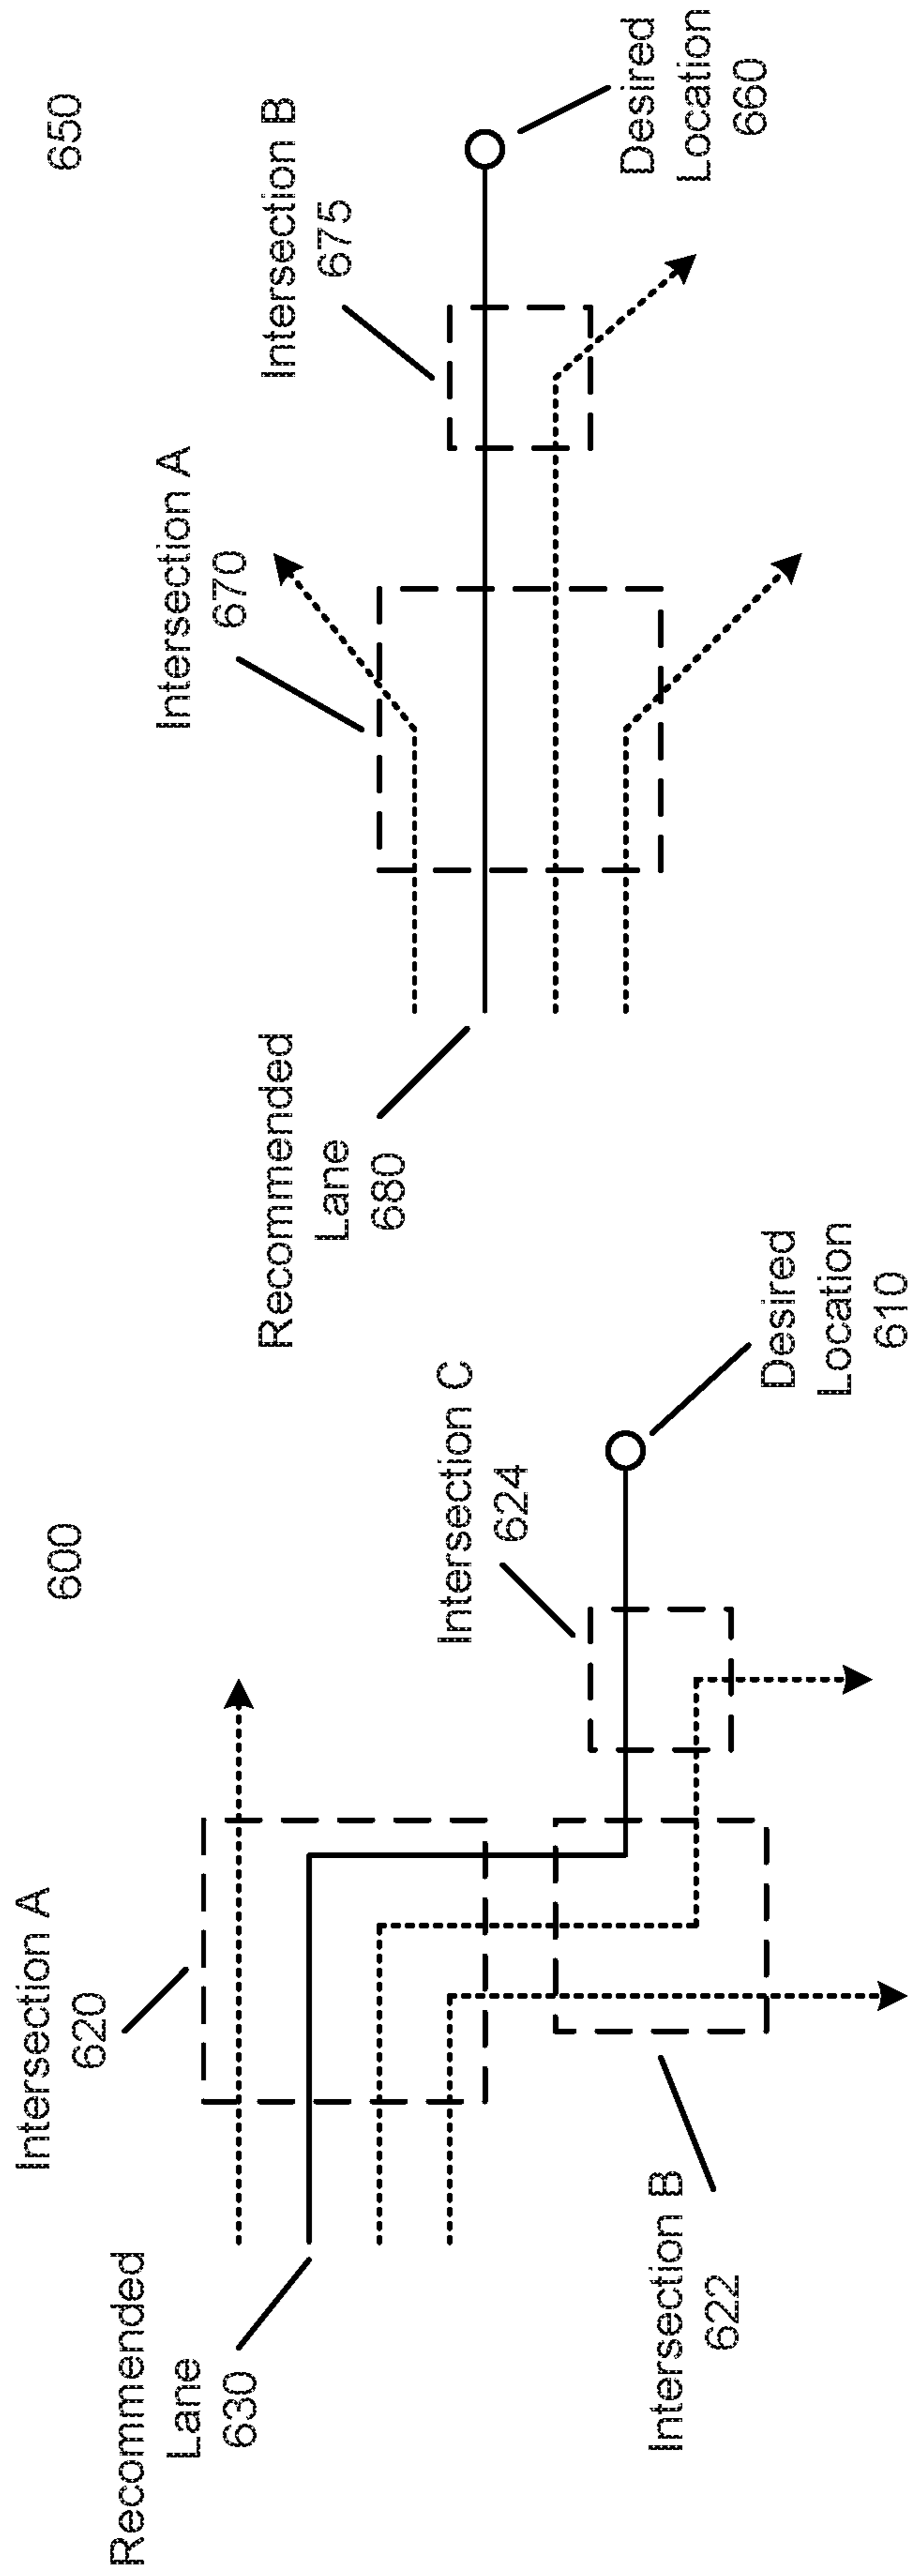 600
Intersection A
620
Recommended
Lane
630
Intersection B
622
Intersection C
624
Desired
Location
610
650
Intersection A
670
Intersection B
675
Recommended
Lane
680
Desired
Location
660